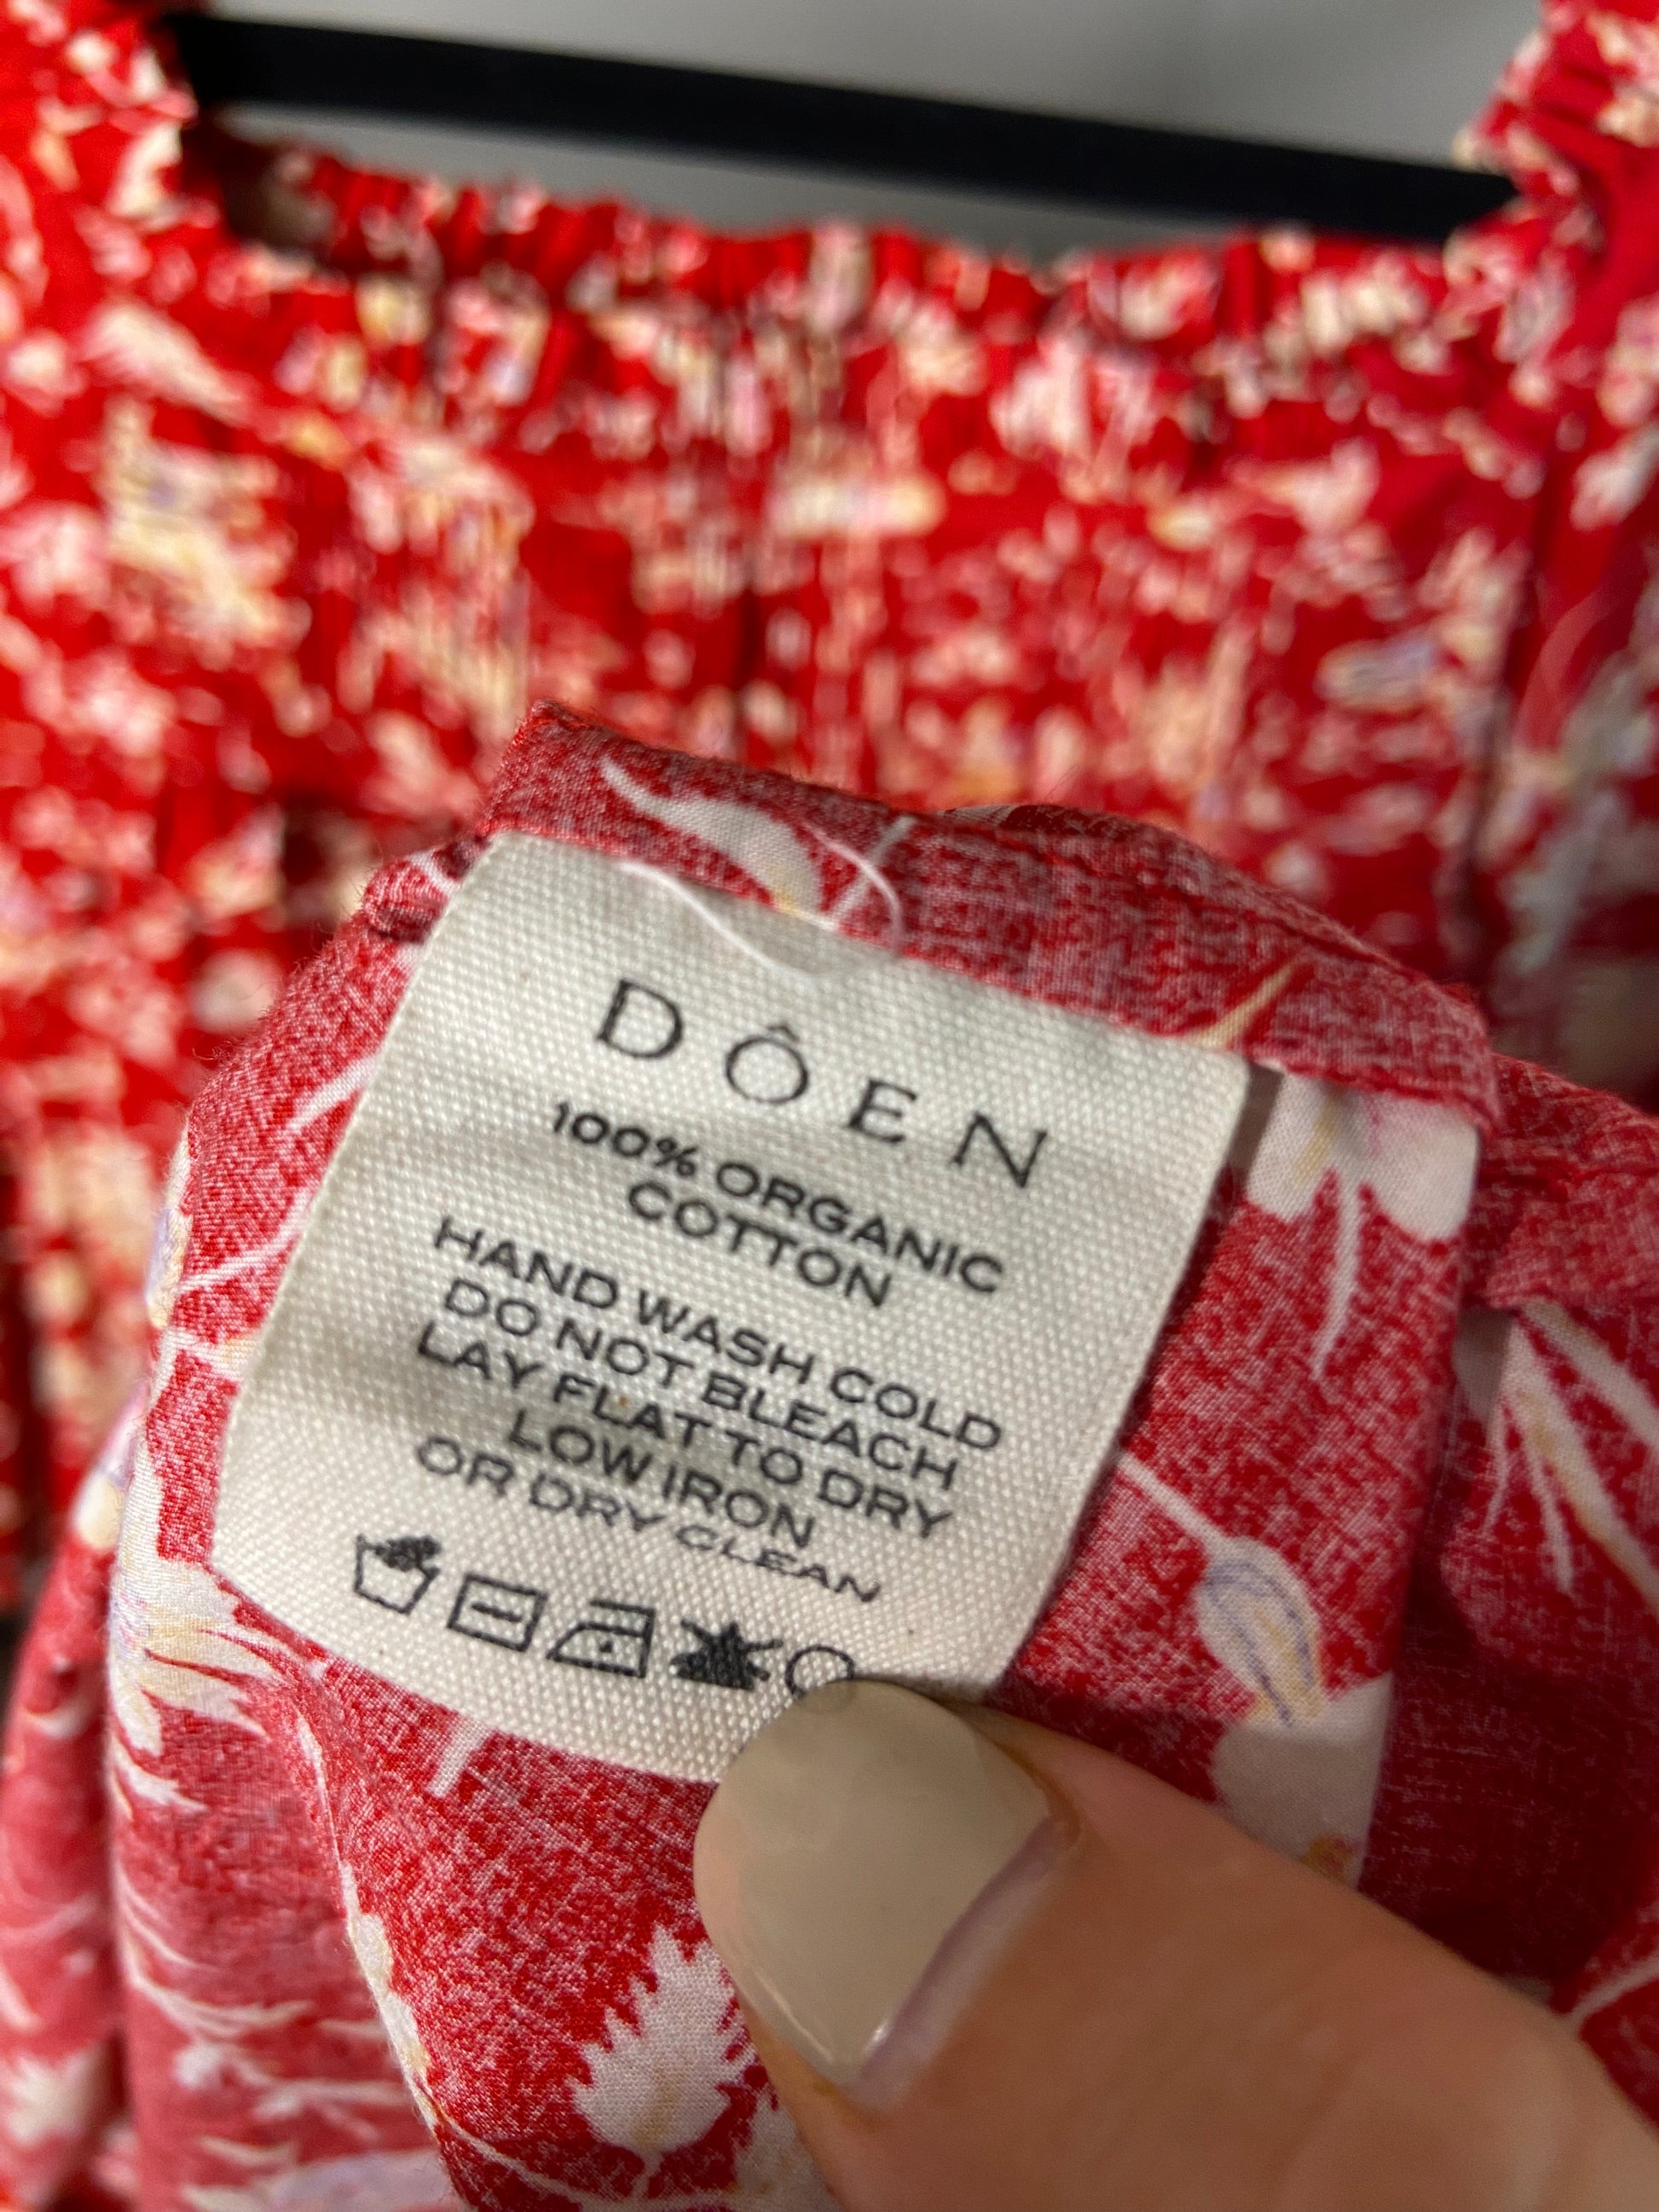 DÔEN
100% ORGANIC
COTTON
HAND WASH COLD
DO NOT BLEACH
LAY FLAT TO DRY
LOW IRON
OR DRY CLEAN